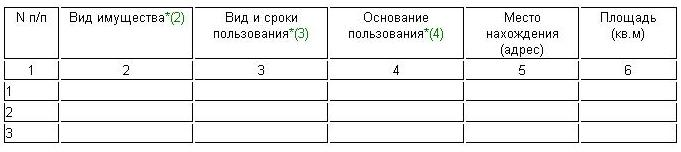 N п/п
Вид имущества*(2)
Вид и сроки
пользования*(3)
Основание
пользования*(4)
Место
нахождения
(адрес)
Площадь
(кв.м)
1 2 3 4 5 6
1
2
3